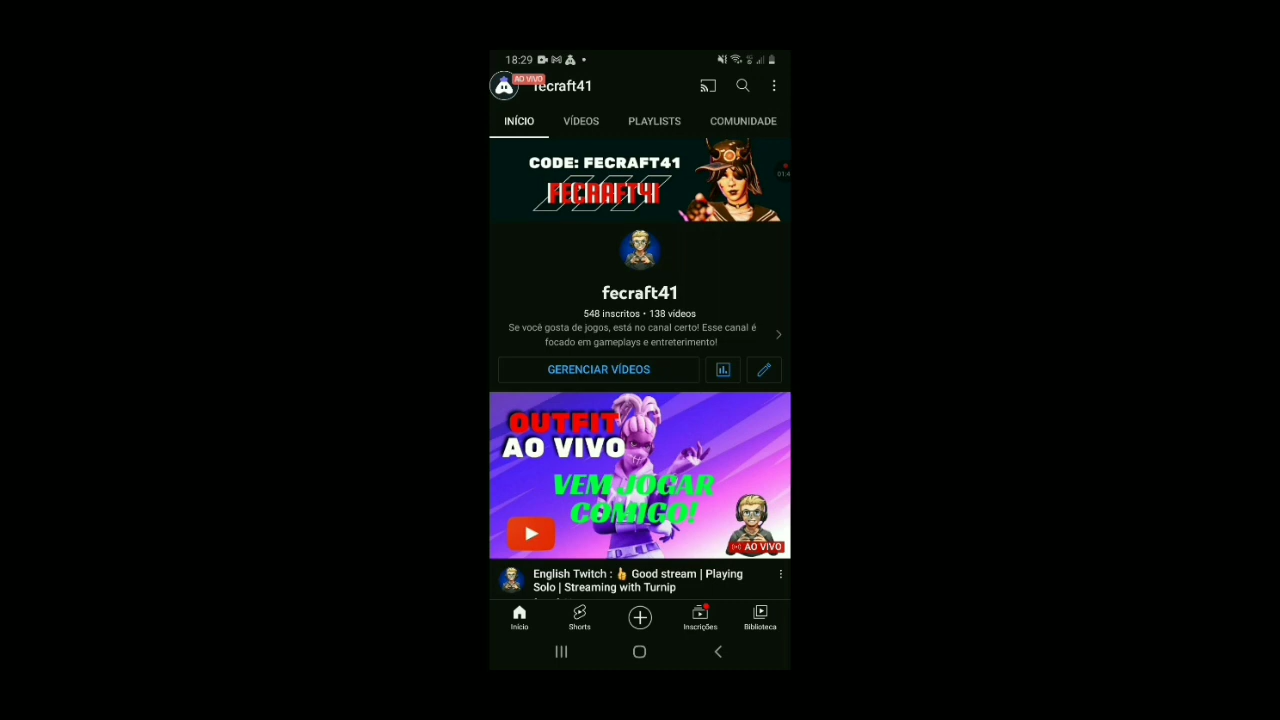 18:29
AO VIVO
fecraft41
INÍCIO VÍDEOS PLAYLISTS COMUNIDADE
CODE: FECRAFT41
FECRAFT41
fecraft41
548 inscritos • 138 vídeos
Se você gosta de jogos, está no canal certo! Esse canal é
focado em gameplays e entreterimento!
GERENCIAR VÍDEOS
OUTFIT
AO VIVO
VEM JOGAR
COMIGO!
AO VIVO
English Twitch : 👆 Good stream | Playing
Solo | Streaming with Turnip
Início Shorts Inscrições Biblioteca